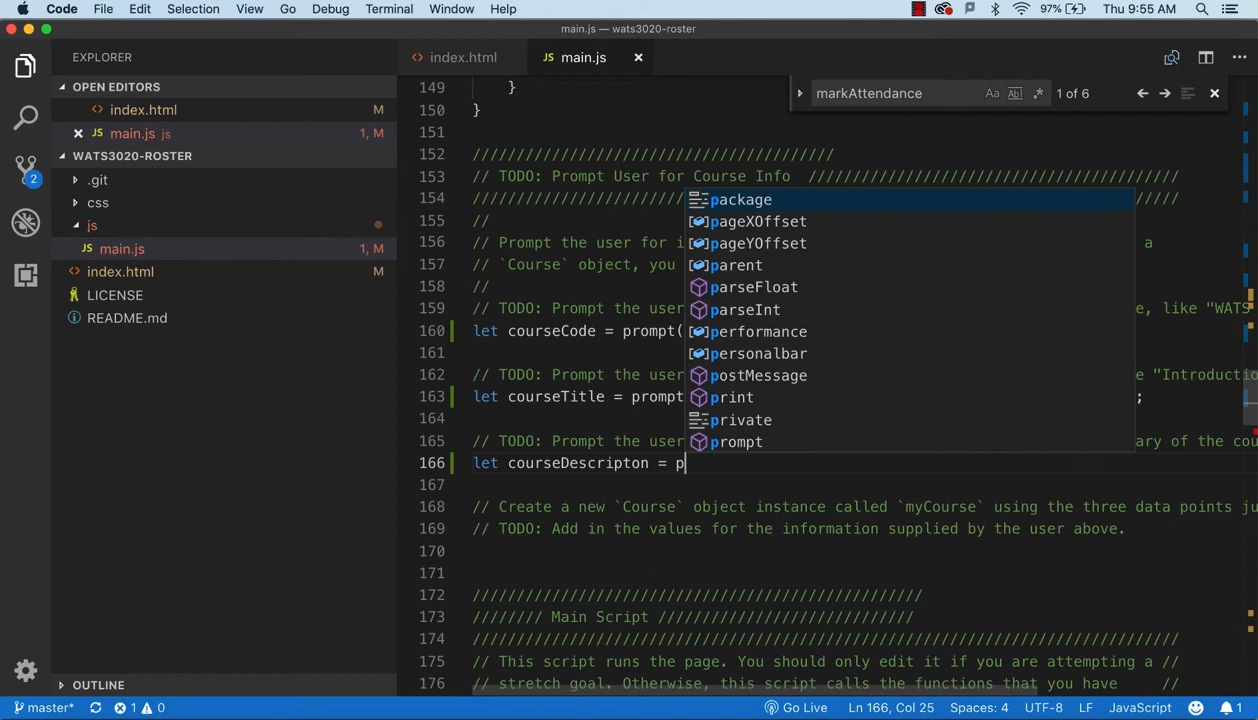 Code File Edit Selection View Go Debug Terminal Window Help 97% Thu 9:55 AM
main.js — wats3020-roster
EXPLORER
OPEN EDITORS
index.html M
main.js js 1, M
WATS3020-ROSTER
.git
css
js
JS main.js 1, M
index.html M
LICENSE
README.md
OUTLINE
index.html
JS main.js
markAttendance Aa Abl .* 1 of 6
149 }
150 }
151
152 /////////////////////////////////////////
153 // TODO: Prompt User for Course Info //////////////////////////////////////////
154 ////////////////////////
155 //
156 // Prompt the user for i a
157 // `Course` object, you
158 //
159 // TODO: Prompt the user e, like "WATS
160 let courseCode = prompt(
161
162 // TODO: Prompt the user e "Introductio
163 let courseTitle = prompt ;
164
165 // TODO: Prompt the user ary of the cou
166 let courseDescripton = p
167
168 // Create a new `Course` object instance called `myCourse` using the three data points ju
169 // TODO: Add in the values for the information supplied by the user above.
170
171
172 ///////////////////////////////////////////////////
173 //////// Main Script /////////////////////////////
174 ////////////////////////////////////////////////////////////////////////////////
175 // This script runs the page. You should only edit it if you are attempting a //
176 // stretch goal. Otherwise, this script calls the functions that you have //
package
pageXOffset
pageYOffset
parent
parseFloat
parseInt
performance
personalbar
postMessage
print
private
prompt
master* 1 0 Go Live Ln 166, Col 25 Spaces: 4 UTF-8 LF JavaScript 1
2